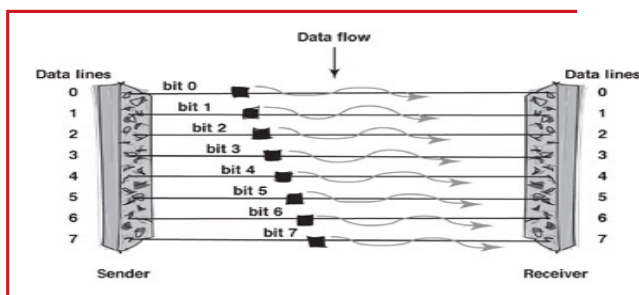 Data flow
Data lines Data lines
0 bit 0 0
1 bit 1 1
2 bit 2 2
3 bit 3 3
4 bit 4 4
5 bit 5 5
6 bit 6 6
7 bit 7 7
Sender Receiver